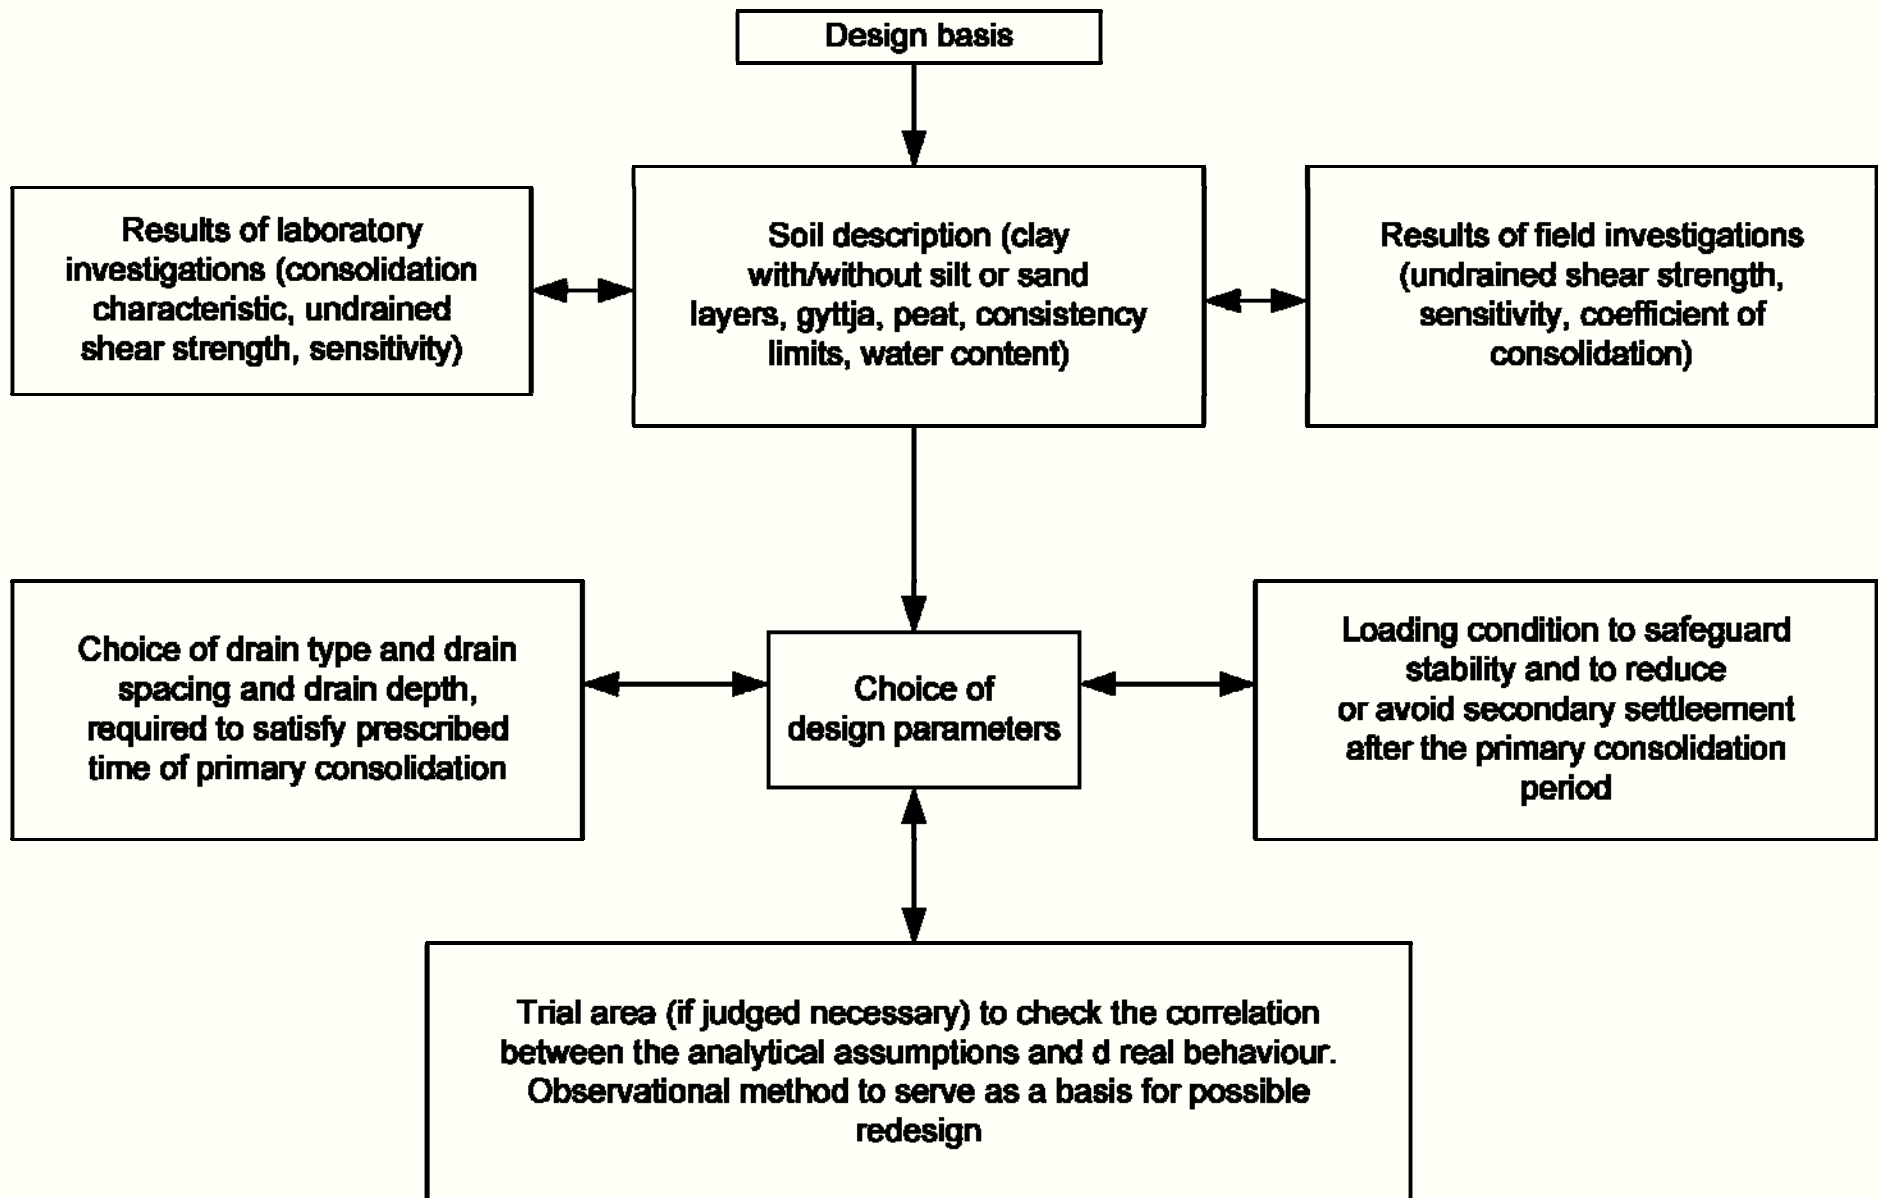 Design basis
Results of laboratory
investigations (consolidation
characteristic, undrained
shear strength, sensitivity)
Soil description (clay
with/without silt or sand
layers, gyttja, peat, consistency
limits, water content)
Results of field investigations
(undrained shear strength,
sensitivity, coefficient of
consolidation)
Choice of drain type and drain
spacing and drain depth,
required to satisfy prescribed
time of primary consolidation
Choice of
design parameters
Loading condition to safeguard
stability and to reduce
or avoid secondary settleement
after the primary consolidation
period
Trial area (if judged necessary) to check the correlation
between the analytical assumptions and d real behaviour.
Observational method to serve as a basis for possible
redesign